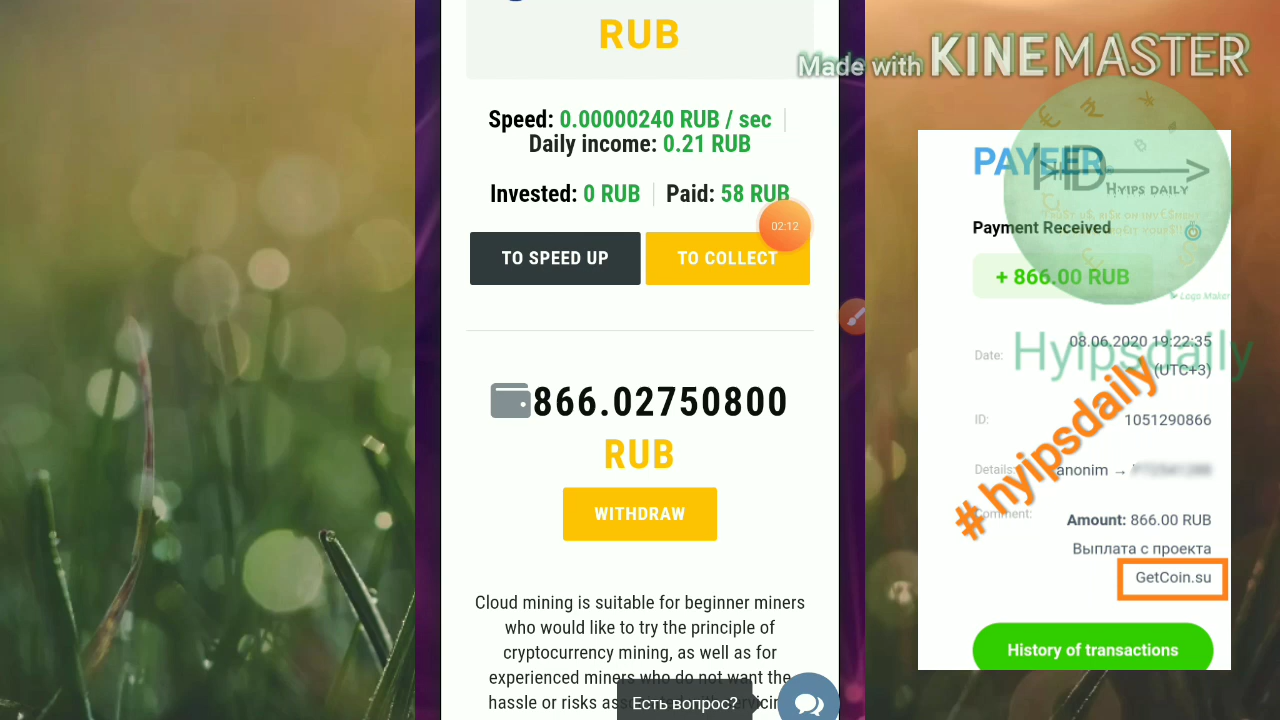 RUB
Made with KINEMASTER
Speed: 0.00000240 RUB / sec
Daily income: 0.21 RUB
Invested: 0 RUB | Paid: 58 RUB
02:12
TO SPEED UP
TO COLLECT
866.02750800
RUB
WITHDRAW
Cloud mining is suitable for beginner miners
who would like to try the principle of
cryptocurrency mining, as well as for
experienced miners who do not want the
hassle or risks
Есть вопрос?
PAYEER
HD
HYIPS DAILY
Payment Received
+ 866.00 RUB
Logo Maker
Hyipsdaily
Date:
08.06.2020 19:22:35
(UTC+3)
# hyipsdaily
ID:
1051290866
Details:
anonim →
Comment:
Amount: 866.00 RUB
Выплата с проекта
GetCoin.su
History of transactions